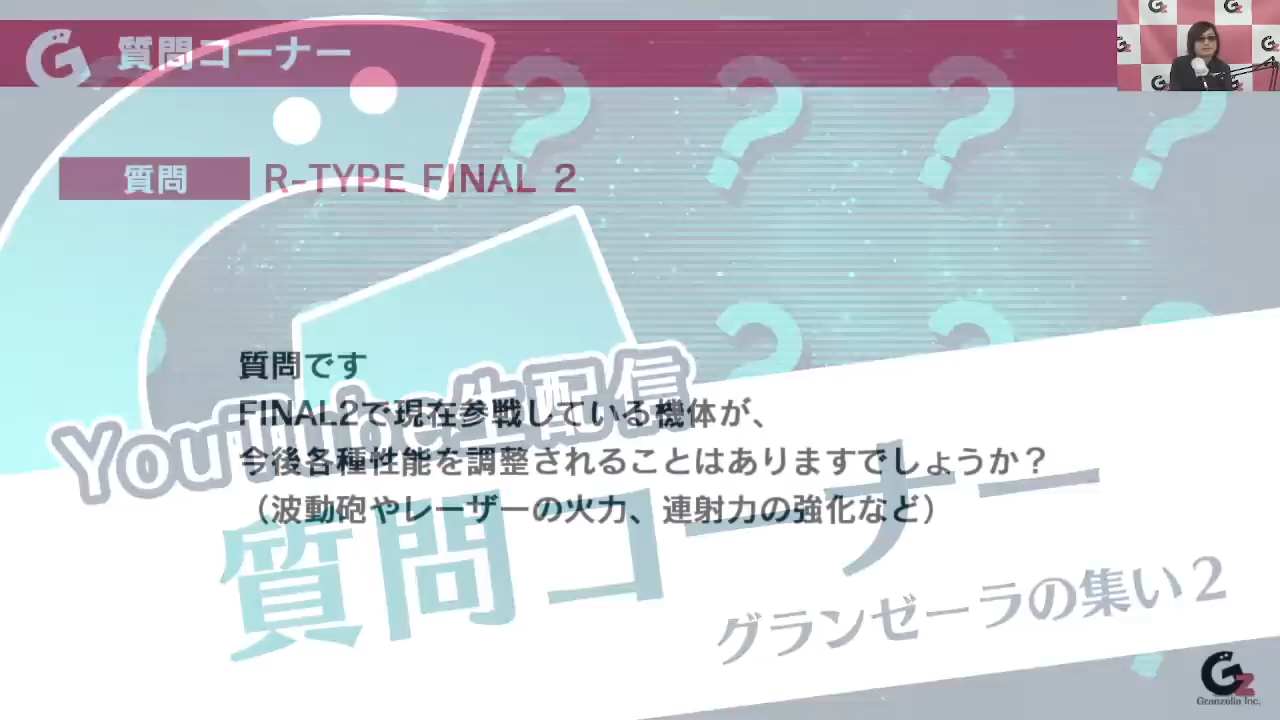 質問コーナー
質問
R-TYPE FINAL 2
質問です
FINAL2で現在参戦している機体が、
今後各種性能を調整されることはありますでしょうか？
（波動砲やレーザーの火力、連射力の強化など）
YouTube生配信
質問コーナー
グランゼーラの集い2
Granzella Inc.